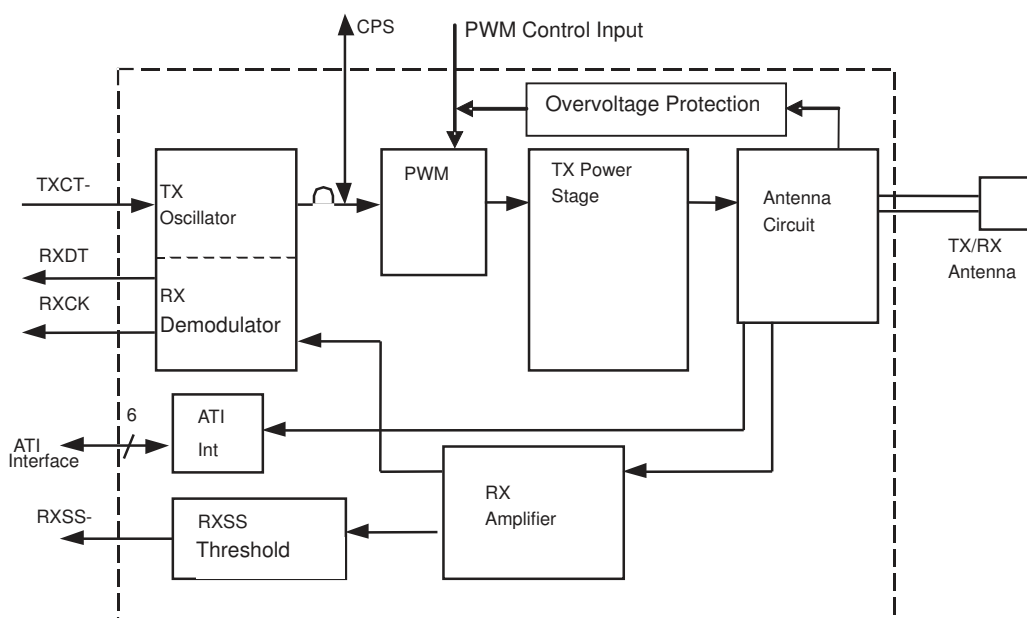 CPS
PWM Control Input
Overvoltage Protection
TXCT-
TX
Oscillator
PWM
TX Power
Stage
Antenna
Circuit
TX/RX
Antenna
RXDT
RXCK
RX
Demodulator
6
ATI
Int
ATI
Interface
RX
Amplifier
RXSS-
RXSS
Threshold